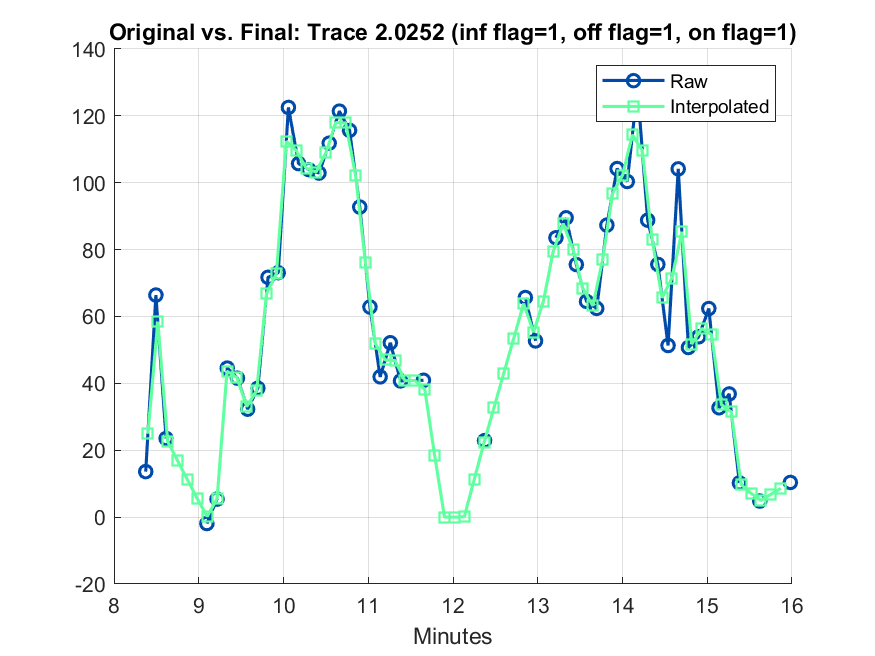 Original vs. Final: Trace 2.0252 (inf flag=1, off flag=1, on flag=1)
140
120
100
80
60
40
20
0
-20
Raw
Interpolated
8 9 10 11 12 13 14 15 16
Minutes